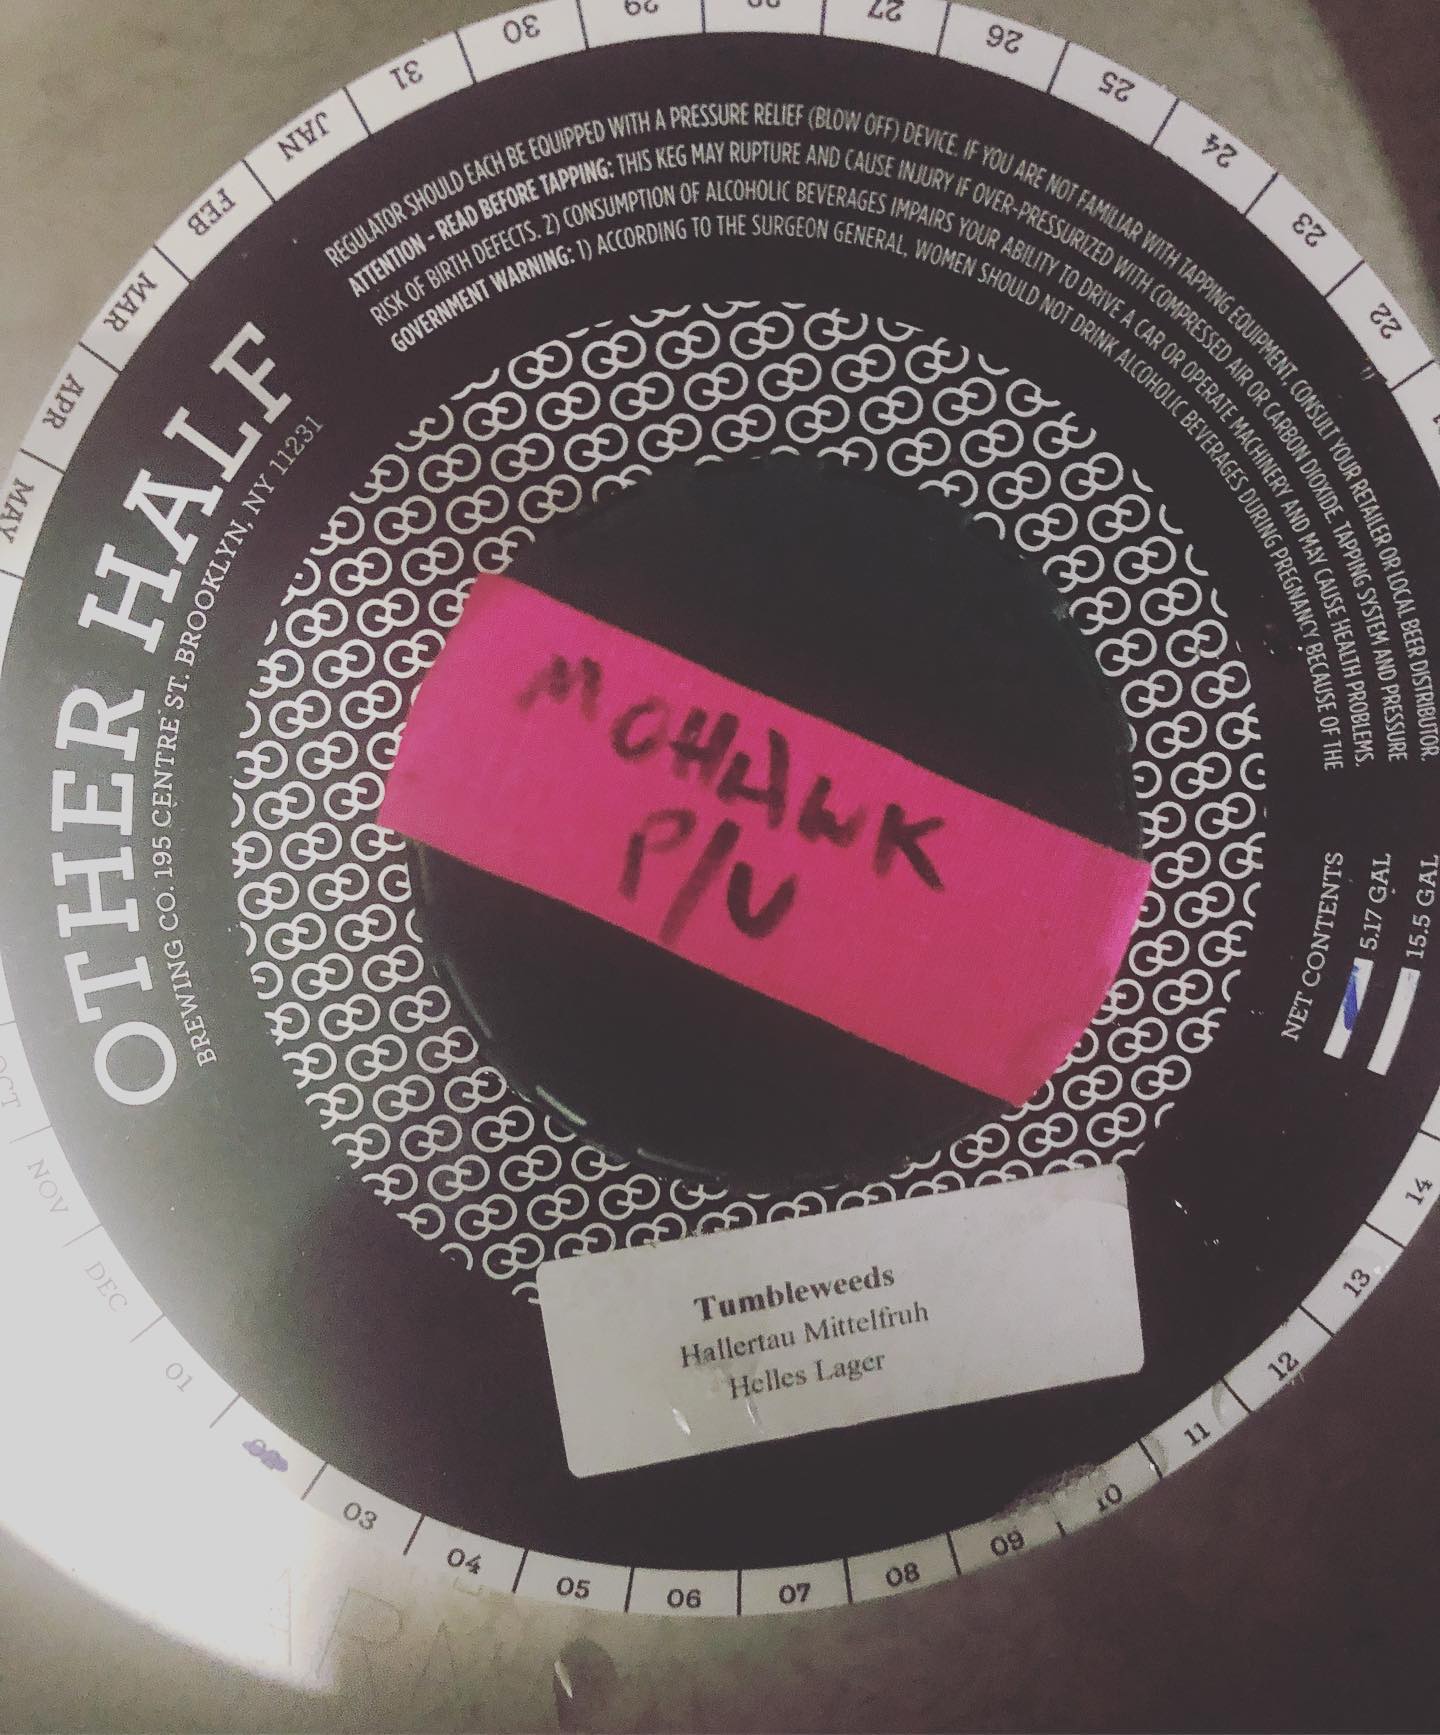 OTHER HALF
BREWING CO. 195 CENTRE ST. BROOKLYN, NY 11231
REGULATOR SHOULD EACH BE EQUIPPED WITH A PRESSURE RELIEF (BLOW OFF) DEVICE. IF YOU ARE NOT FAMILIAR WITH TAPPING EQUIPMENT, CONSULT YOUR RETAILER OR LOCAL BEER DISTRIBUTOR.
ATTENTION - READ BEFORE TAPPING: THIS KEG MAY RUPTURE AND CAUSE INJURY IF OVER-PRESSURIZED WITH COMPRESSED AIR OR CARBON DIOXIDE. TAPPING SYSTEM AND PRESSURE
RISK OF BIRTH DEFECTS. 2) CONSUMPTION OF ALCOHOLIC BEVERAGES IMPAIRS YOUR ABILITY TO DRIVE A CAR OR OPERATE MACHINERY AND MAY CAUSE HEALTH PROBLEMS.
GOVERNMENT WARNING: 1) ACCORDING TO THE SURGEON GENERAL, WOMEN SHOULD NOT DRINK ALCOHOLIC BEVERAGES DURING PREGNANCY BECAUSE OF THE
MOHAWK
P/U
NET CONTENTS
5.17 GAL
15.5 GAL
Tumbleweeds
Hallertau Mittelfruh
Helles Lager
OCT
NOV
DEC
01
03
04
05
06
07
08
09
10
11
12
13
14
22
23
24
25
26
27
29
30
31
JAN
FEB
MAR
APR
MAY